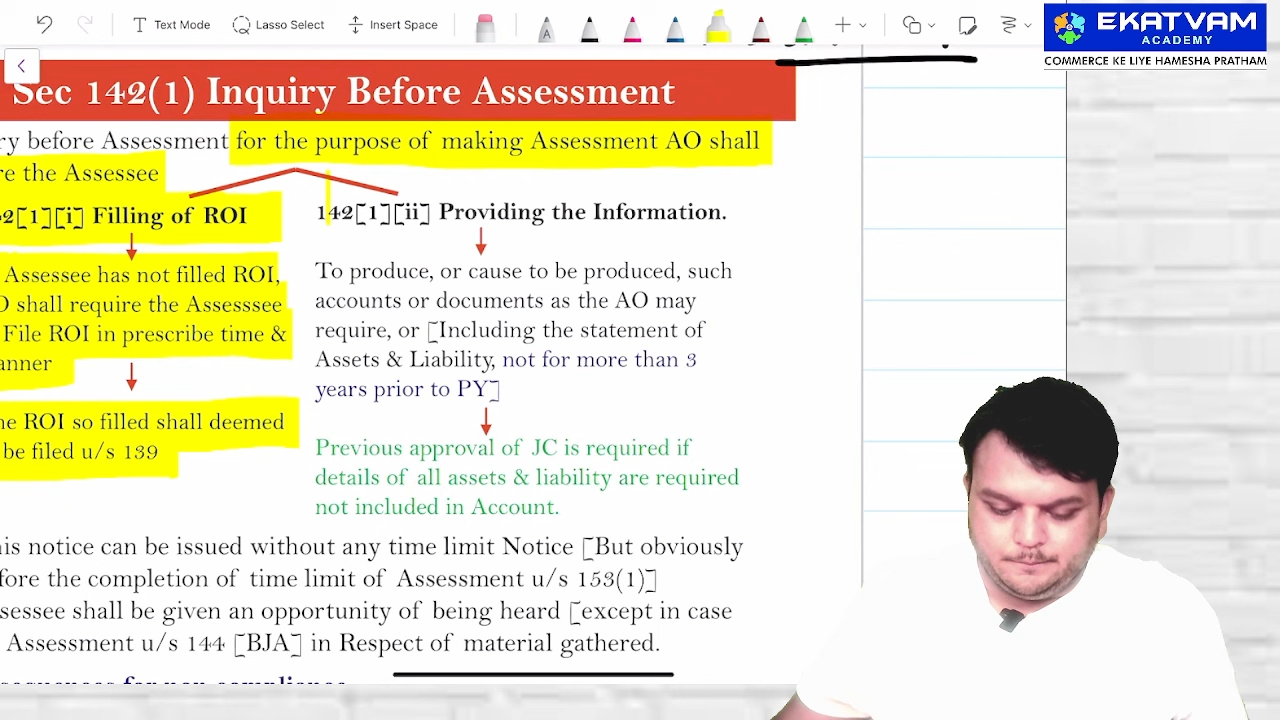 Text Mode
Lasso Select
Insert Space
EKATVAM
ACADEMY
COMMERCE KE LIYE HAMESHA PRATHAM
Sec 142(1) Inquiry Before Assessment
ry before Assessment for the purpose of making Assessment AO shall
re the Assessee
2[1][i] Filling of ROI
Assessee has not filled ROI,
O shall require the Assesssee
File ROI in prescribe time &
anner
ne ROI so filled shall deemed
be filed u/s 139
142[1][ii] Providing the Information.
To produce, or cause to be produced, such
accounts or documents as the AO may
require, or [Including the statement of
Assets & Liability, not for more than 3
years prior to PY]
Previous approval of JC is required if
details of all assets & liability are required
not included in Account.
is notice can be issued without any time limit Notice [But obviously
fore the completion of time limit of Assessment u/s 153(1)]
ssessee shall be given an opportunity of being heard [except in case
Assessment u/s 144 [BJA] in Respect of material gathered.
sequences for non compliance